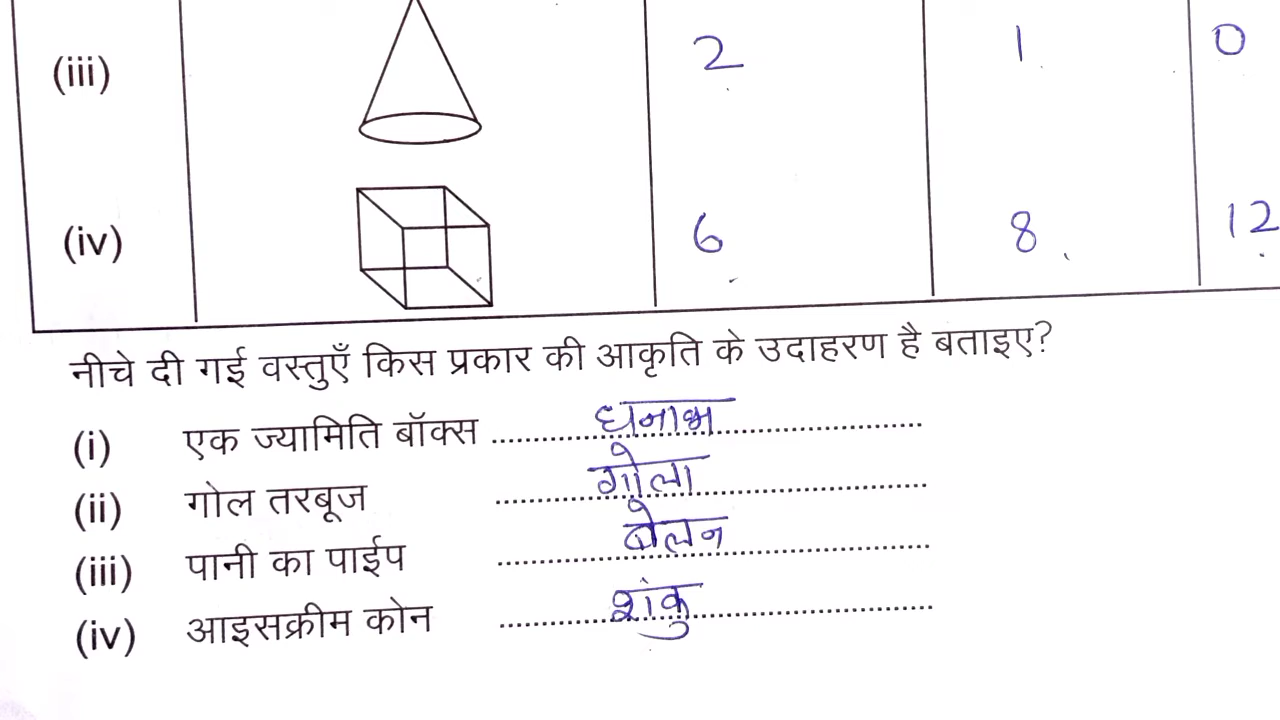 (iii) 2 1 0
(iv) 6 8 12
नीचे दी गई वस्तुएँ किस प्रकार की आकृति के उदाहरण है बताइए?
(i) एक ज्यामिति बॉक्स ........ घनाभ ........
(ii) गोल तरबूज ........ गोला ........
(iii) पानी का पाईप ........ बेलन ........
(iv) आइसक्रीम कोन ........ शंकु ........